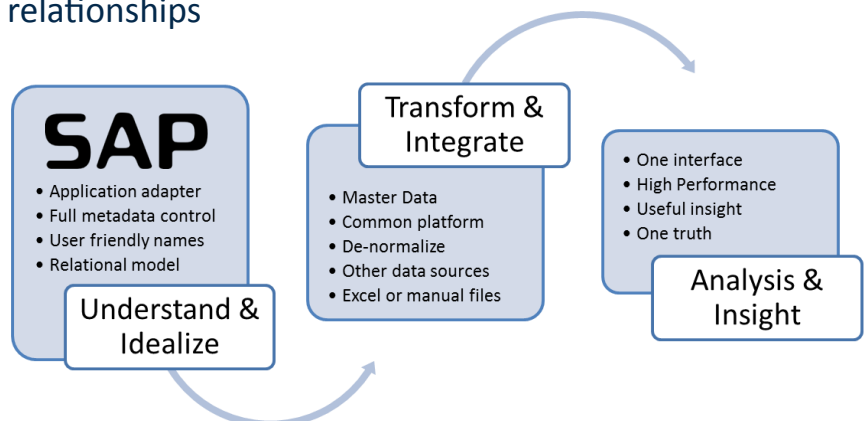 relationships
SAP
• Application adapter
• Full metadata control
• User friendly names
• Relational model
Understand &
Idealize
Transform &
Integrate
• Master Data
• Common platform
• De-normalize
• Other data sources
• Excel or manual files
• One interface
• High Performance
• Useful insight
• One truth
Analysis &
Insight